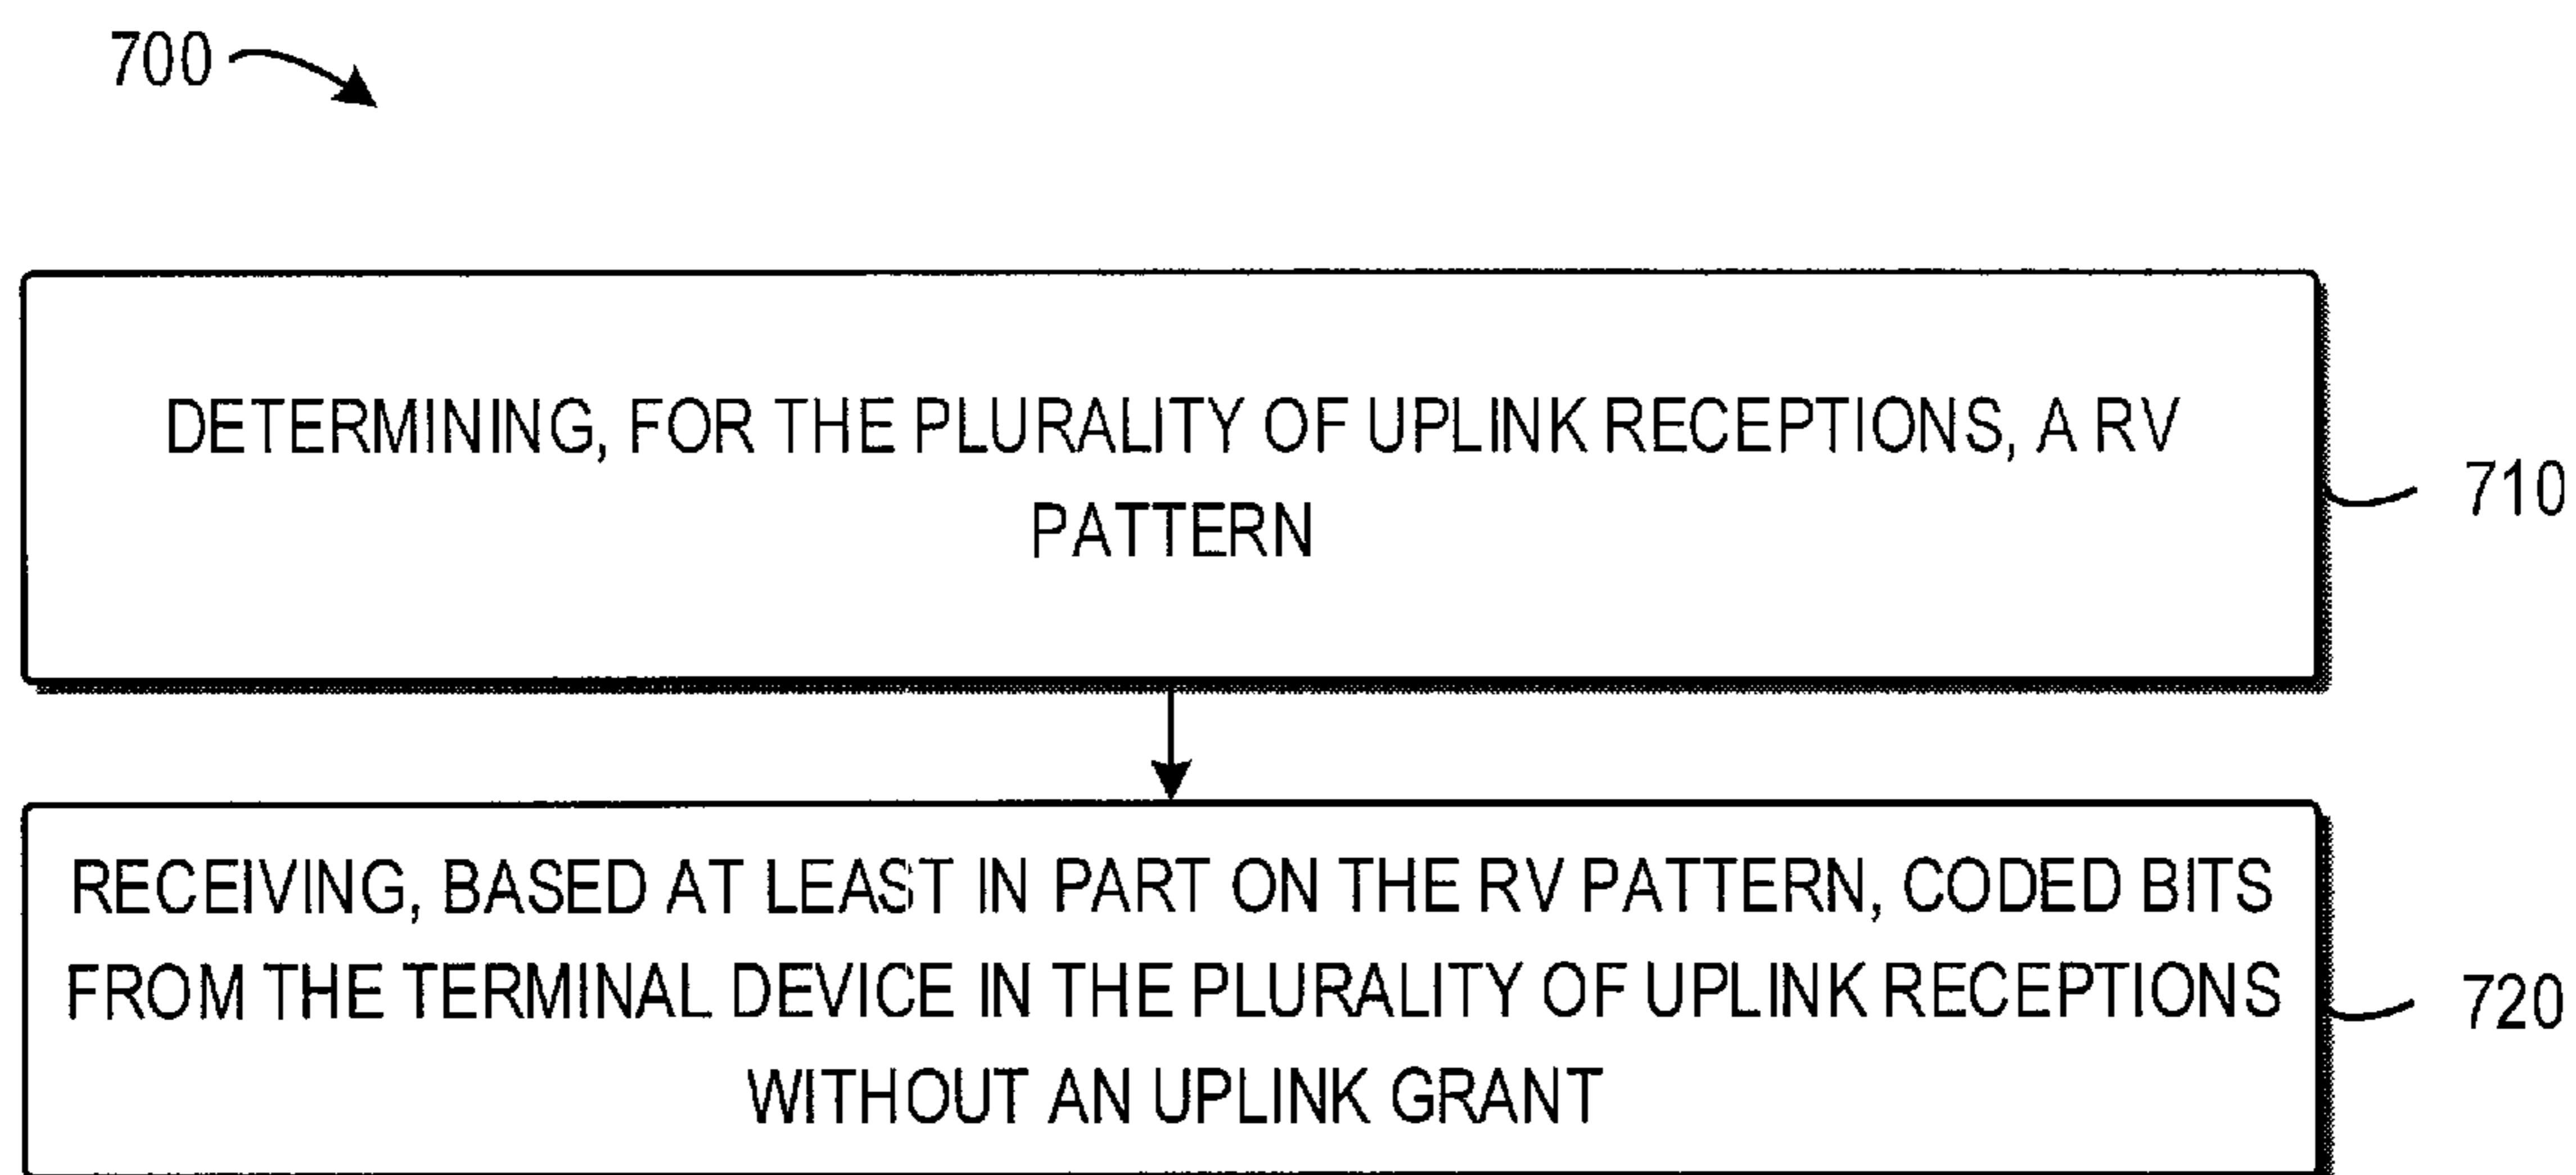 700
DETERMINING, FOR THE PLURALITY OF UPLINK RECEPTIONS, A RV
PATTERN
710
RECEIVING, BASED AT LEAST IN PART ON THE RV PATTERN, CODED BITS
FROM THE TERMINAL DEVICE IN THE PLURALITY OF UPLINK RECEPTIONS
WITHOUT AN UPLINK GRANT
720